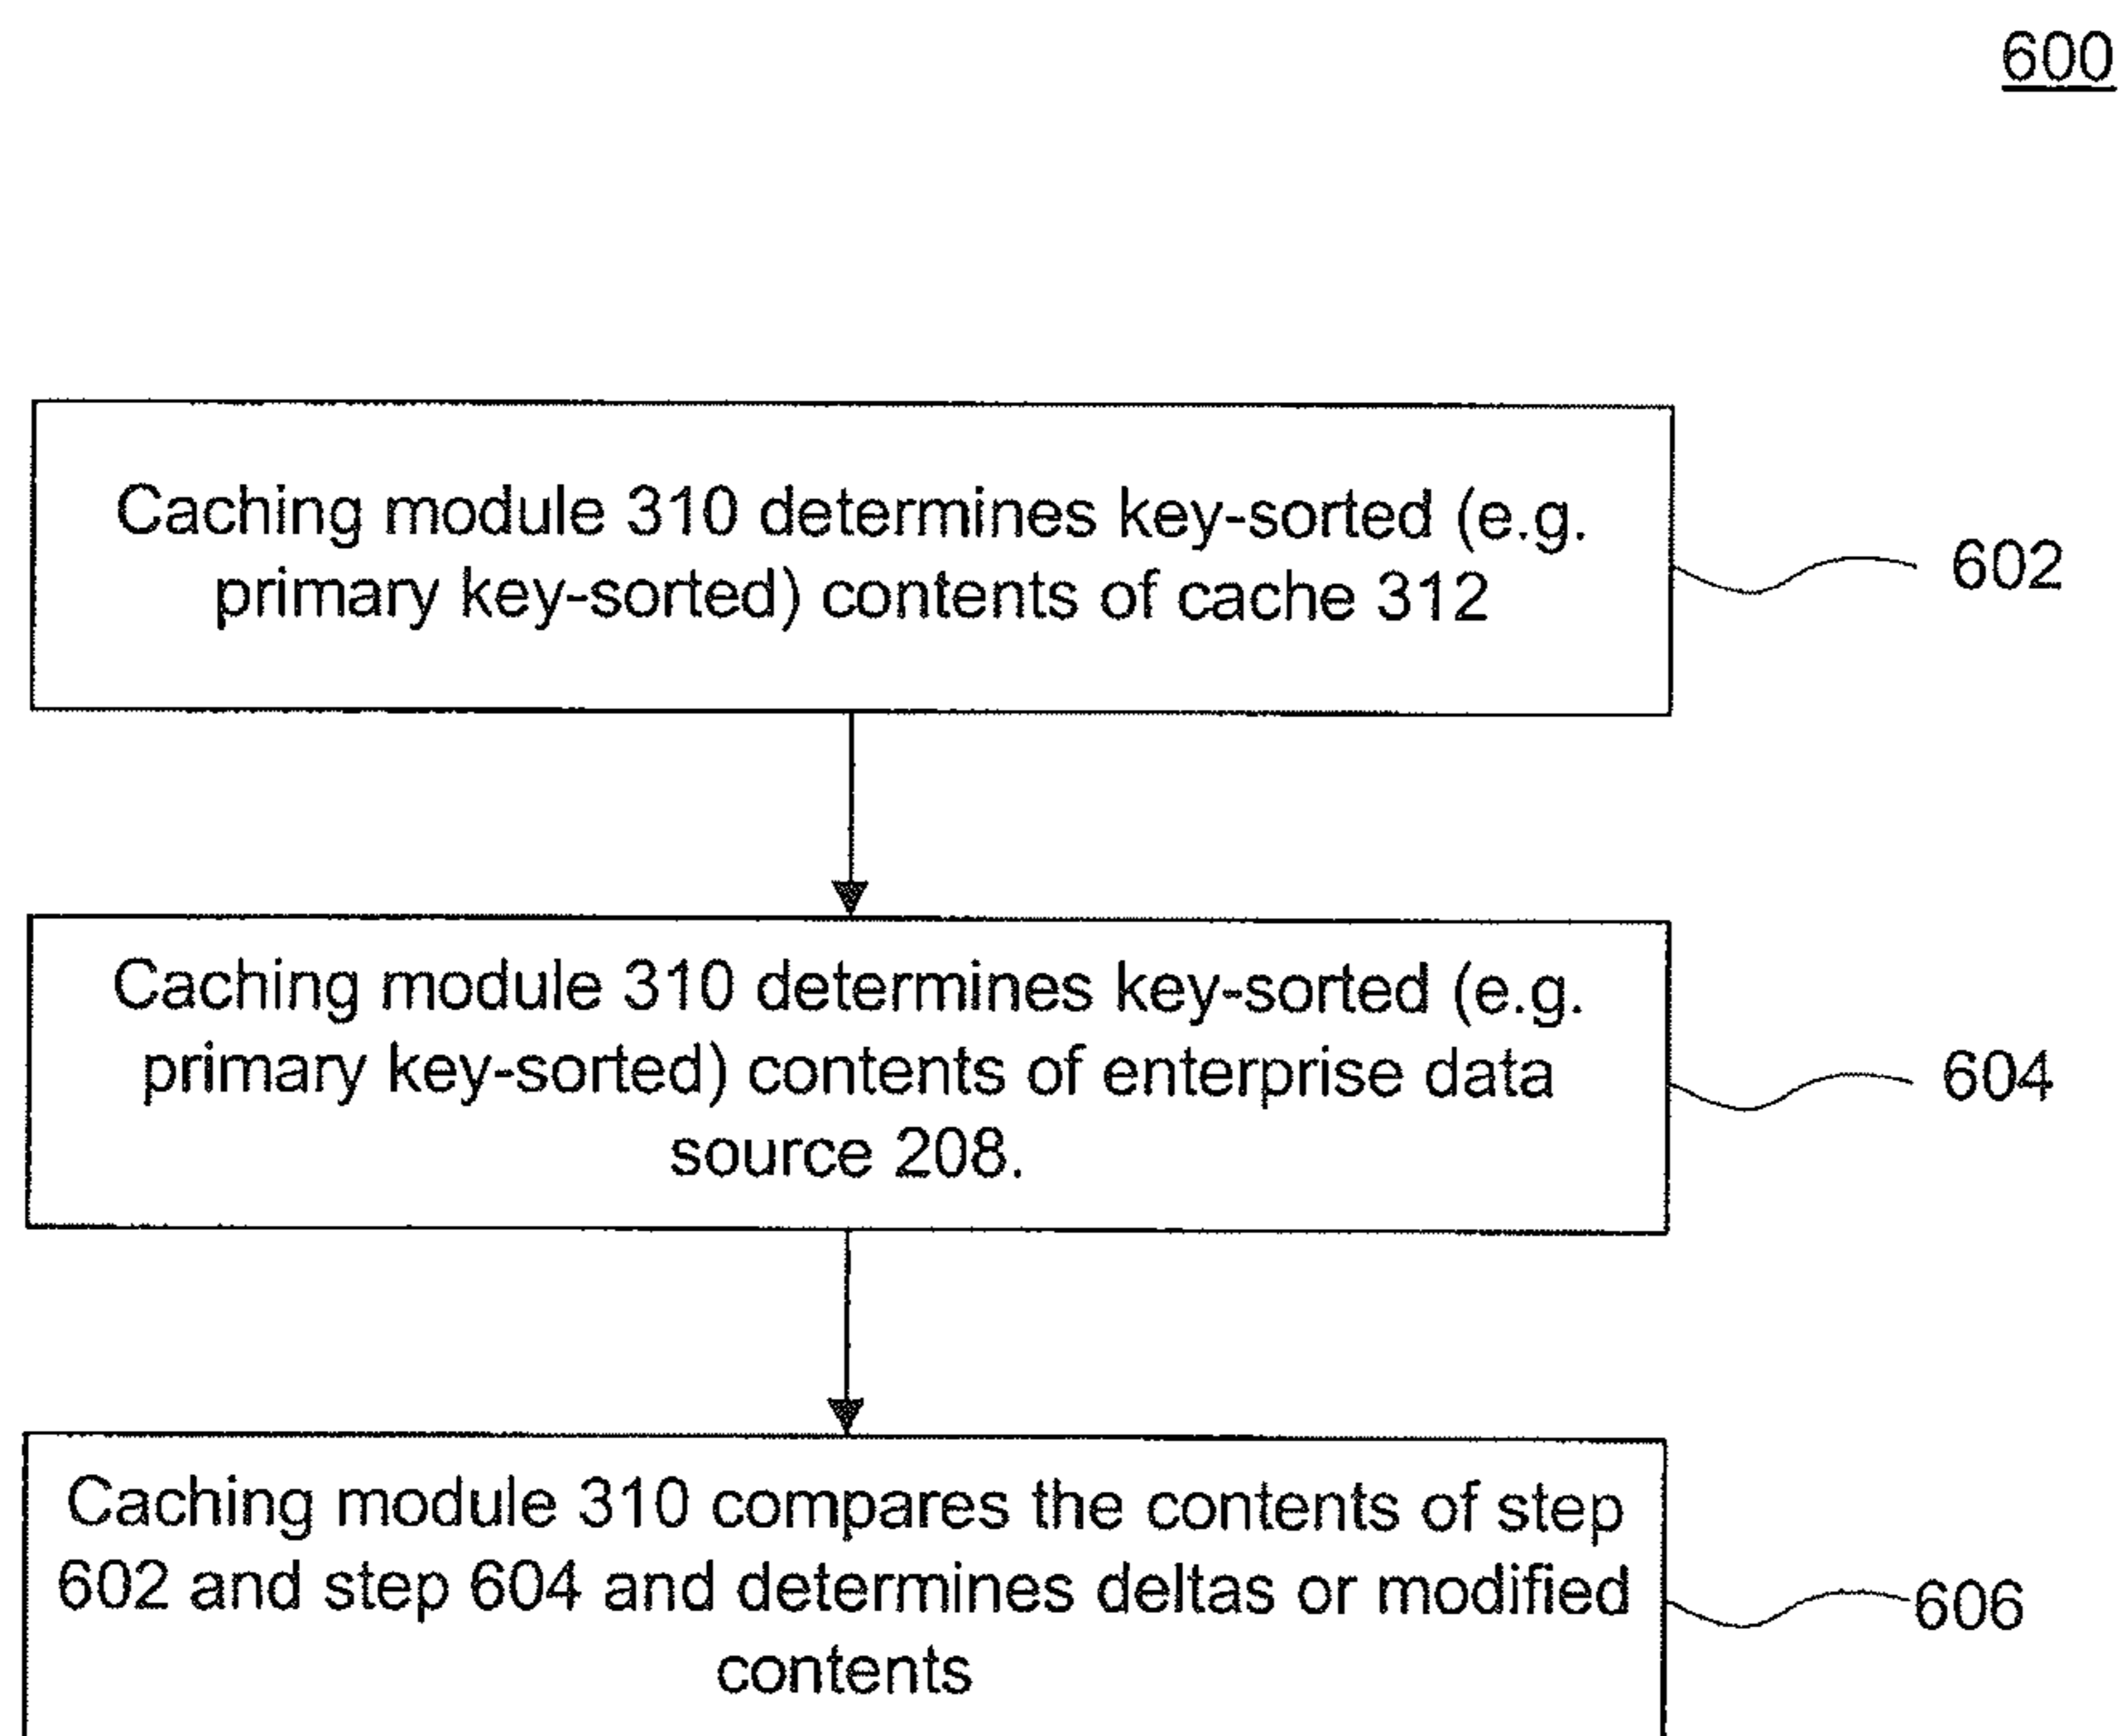 600
Caching module 310 determines key-sorted (e.g.
primary key-sorted) contents of cache 312
602
Caching module 310 determines key-sorted (e.g.
primary key-sorted) contents of enterprise data
source 208.
604
Caching module 310 compares the contents of step
602 and step 604 and determines deltas or modified
contents
606